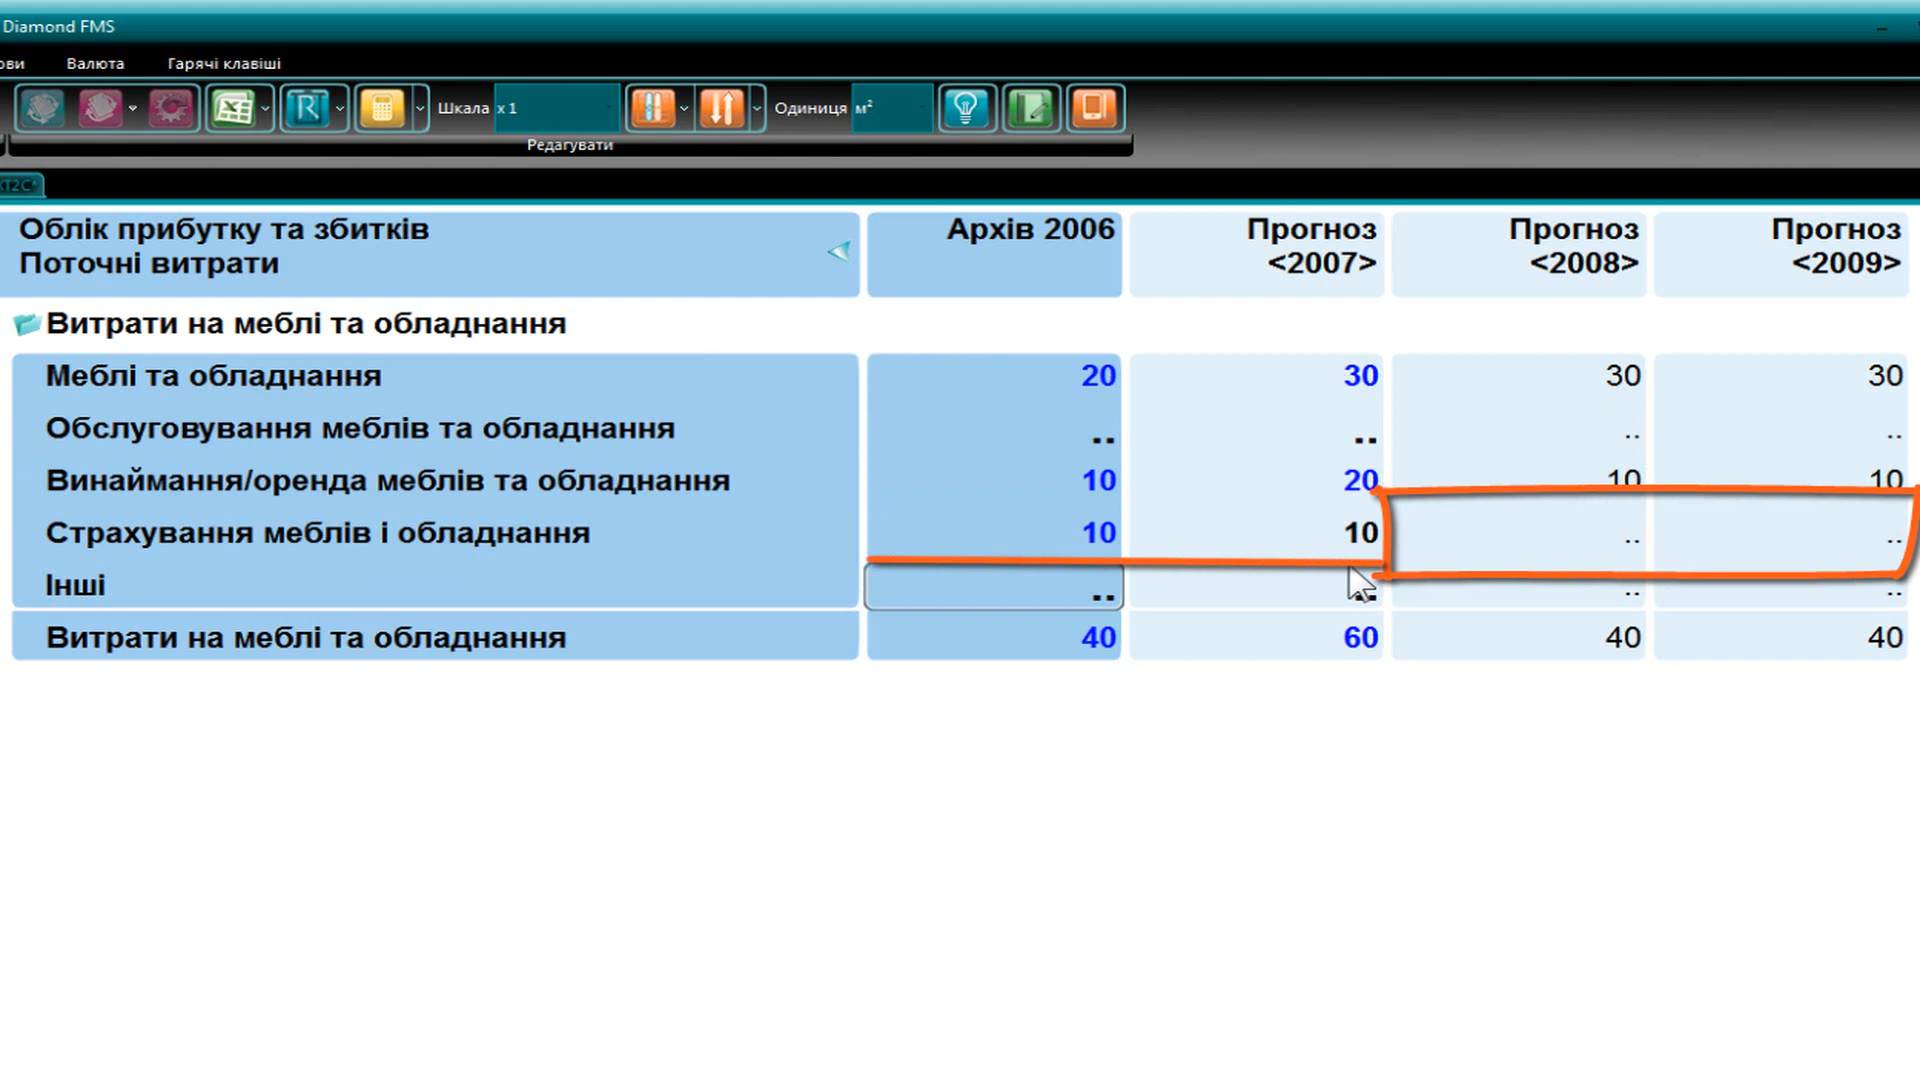 Diamond FMS
ови Валюта Гарячі клавіші
Шкала x 1 Одиниця м²
Редагувати
Облік прибутку та збитків Архів 2006 Прогноз Прогноз Прогноз
Поточні витрати <2007> <2008> <2009>
Витрати на меблі та обладнання
Меблі та обладнання 20 30 30 30
Обслуговування меблів та обладнання .. .. .. ..
Винаймання/оренда меблів та обладнання 10 20 10 10
Страхування меблів і обладнання 10 10 .. ..
Інші .. .. .. ..
Витрати на меблі та обладнання 40 60 40 40